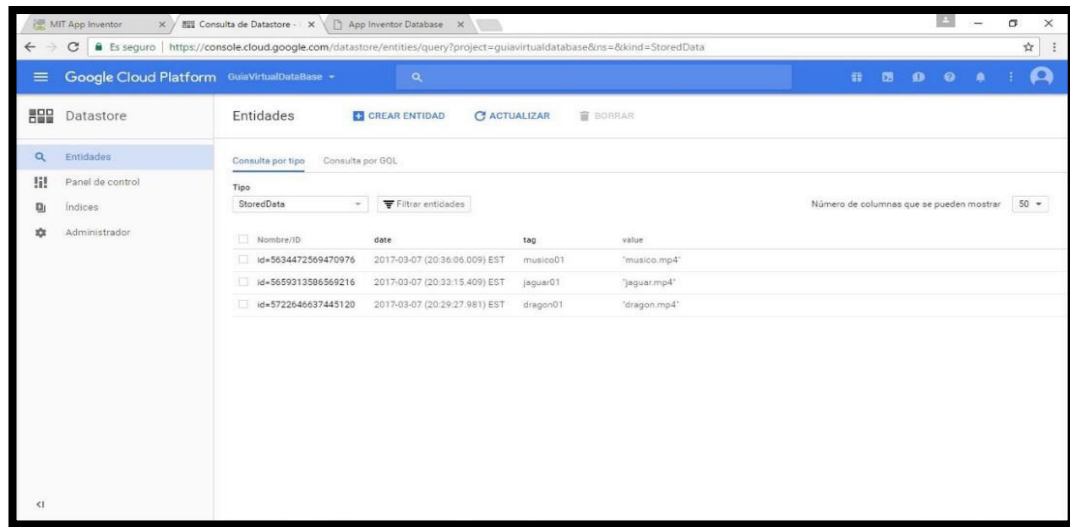 MIT App Inventor
Consulta de Datastore -
App Inventor Database
Es seguro | https://console.cloud.google.com/datastore/entities/query?project=guiavirtualdatabase&ns=&kind=StoredData
Google Cloud Platform GuiaVirtualDataBase
Datastore
Entidades CREAR ENTIDAD ACTUALIZAR BORRAR
Entidades
Panel de control
Índices
Administrador
Consulta por tipo Consulta por GQL
Tipo
StoredData Filtrar entidades Número de columnas que se pueden mostrar 50
Nombre/ID date tag value
id=5634472569470976 2017-03-07 (20:36:06.009) EST musico01 "musico.mp4"
id=5659313586569216 2017-03-07 (20:33:15.409) EST jaguar01 "jaguar.mp4"
id=5722646637445120 2017-03-07 (20:29:27.981) EST dragon01 "dragon.mp4"